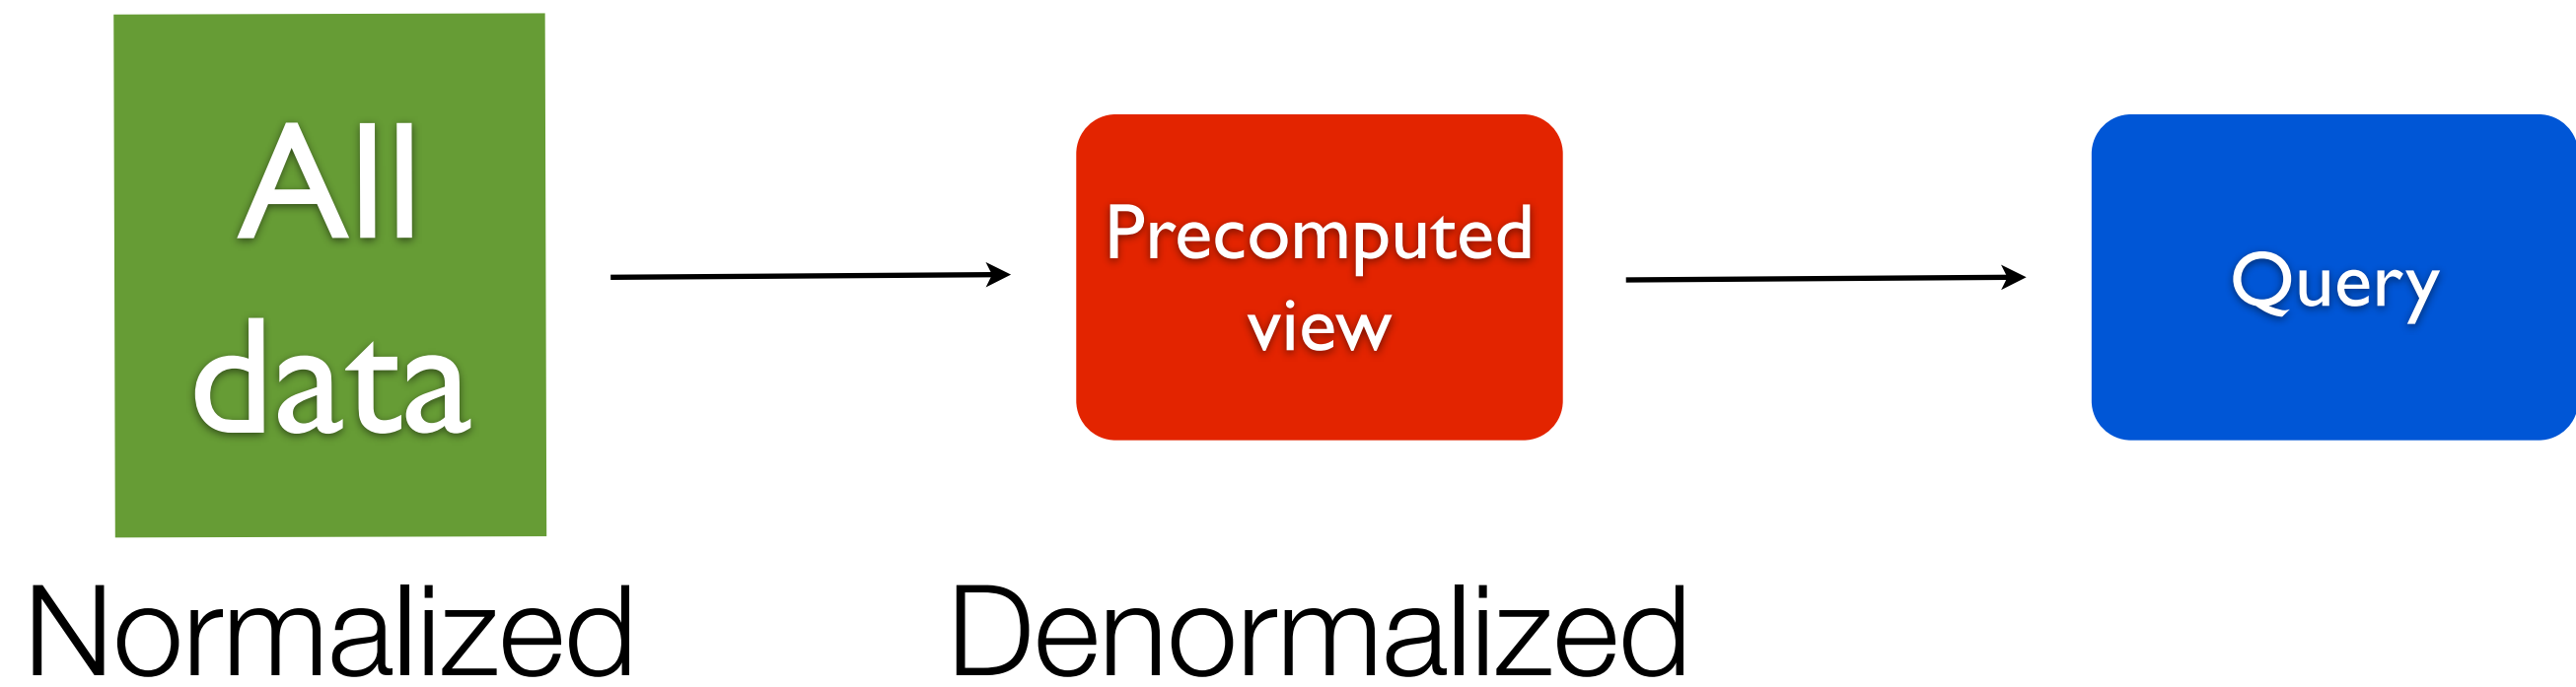 All
data
Precomputed
view
Query
Normalized
Denormalized